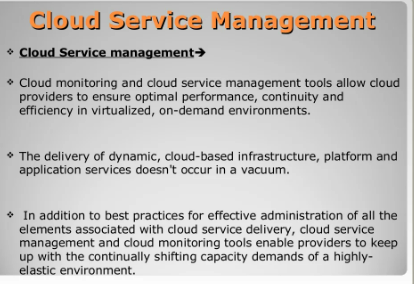 Cloud Service Management
❖ Cloud Service management→
❖ Cloud monitoring and cloud service management tools allow cloud
providers to ensure optimal performance, continuity and
efficiency in virtualized, on-demand environments.
❖ The delivery of dynamic, cloud-based infrastructure, platform and
application services doesn't occur in a vacuum.
❖ In addition to best practices for effective administration of all the
elements associated with cloud service delivery, cloud service
management and cloud monitoring tools enable providers to keep
up with the continually shifting capacity demands of a highly-
elastic environment.